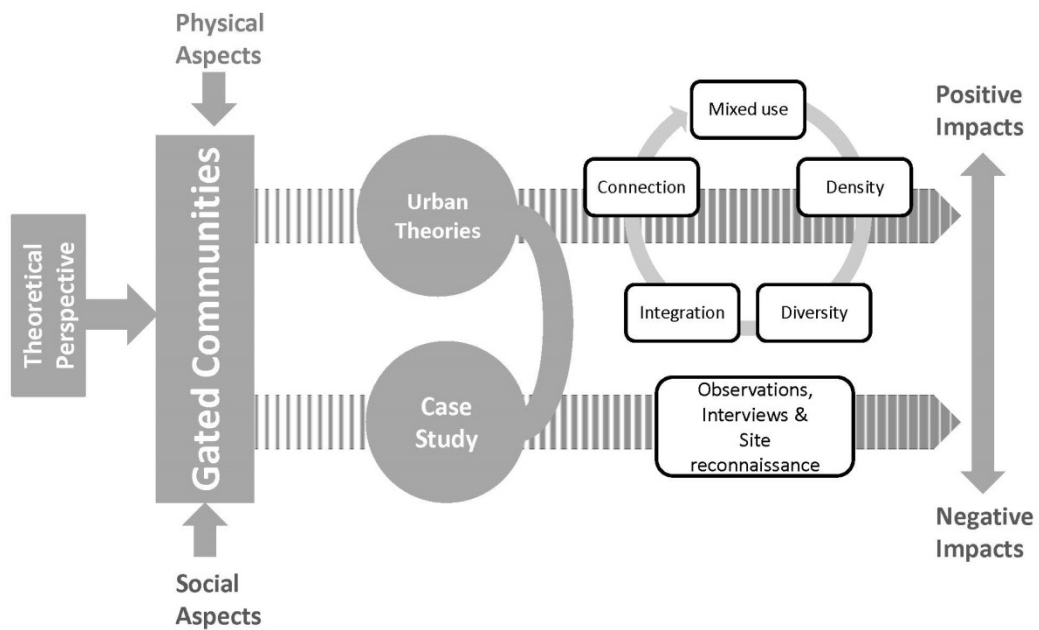 Physical
Aspects
Theoretical
Perspective
Gated Communities
Social
Aspects
Urban
Theories
Case
Study
Mixed use
Connection
Density
Integration
Diversity
Observations,
Interviews &
Site
reconnaissance
Positive
Impacts
Negative
Impacts